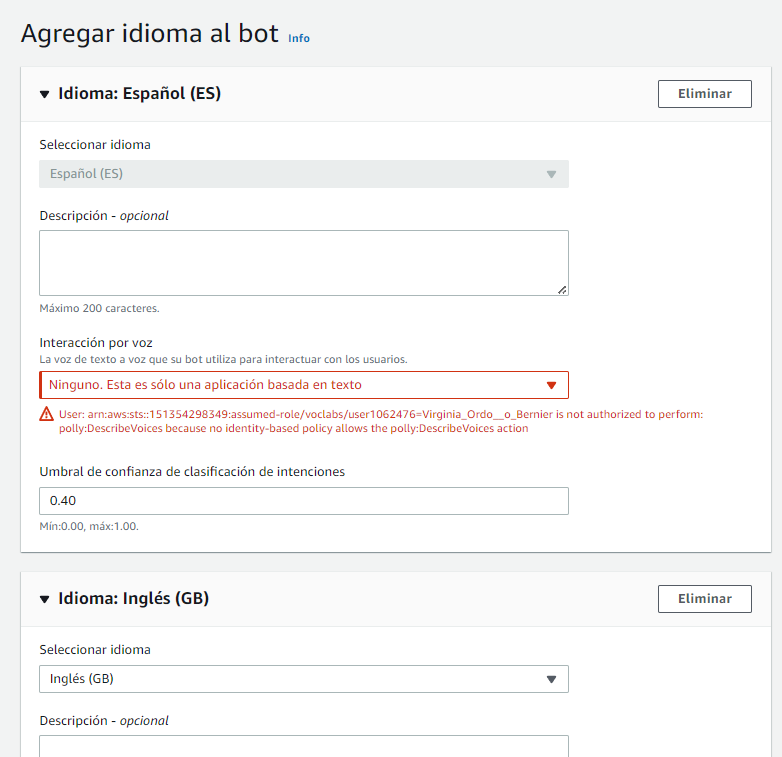 Agregar idioma al bot Info
Idioma: Español (ES)
Eliminar
Seleccionar idioma
Español (ES)
Descripción - opcional
Máximo 200 caracteres.
Interacción por voz
La voz de texto a voz que su bot utiliza para interactuar con los usuarios.
Ninguno. Esta es sólo una aplicación basada en texto
User: arn:aws:sts::151354298349:assumed-role/voclabs/user1062476=Virginia_Ordo__o_Bernier is not authorized to perform:
polly:DescribeVoices because no identity-based policy allows the polly:DescribeVoices action
Umbral de confianza de clasificación de intenciones
0.40
Mín:0.00, máx:1.00.
Idioma: Inglés (GB)
Eliminar
Seleccionar idioma
Inglés (GB)
Descripción - opcional